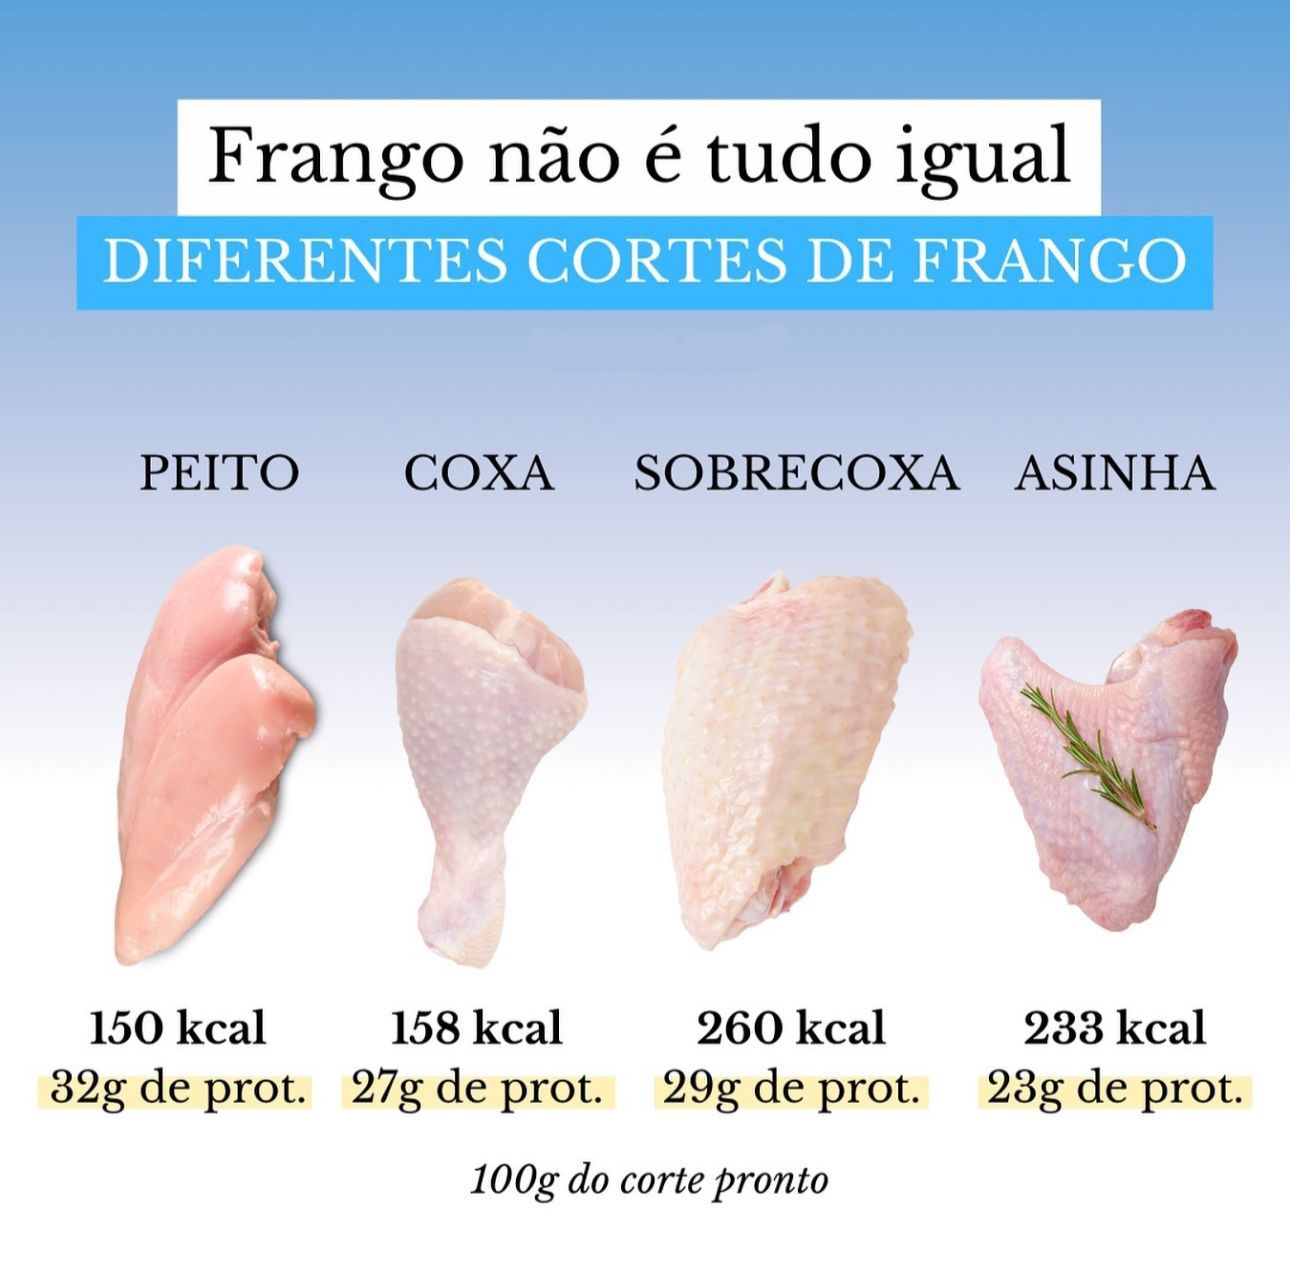 Frango não é tudo igual
DIFERENTES CORTES DE FRANGO
PEITO COXA SOBRECOXA ASINHA
150 kcal 158 kcal 260 kcal 233 kcal
32g de prot. 27g de prot. 29g de prot. 23g de prot.
100g do corte pronto